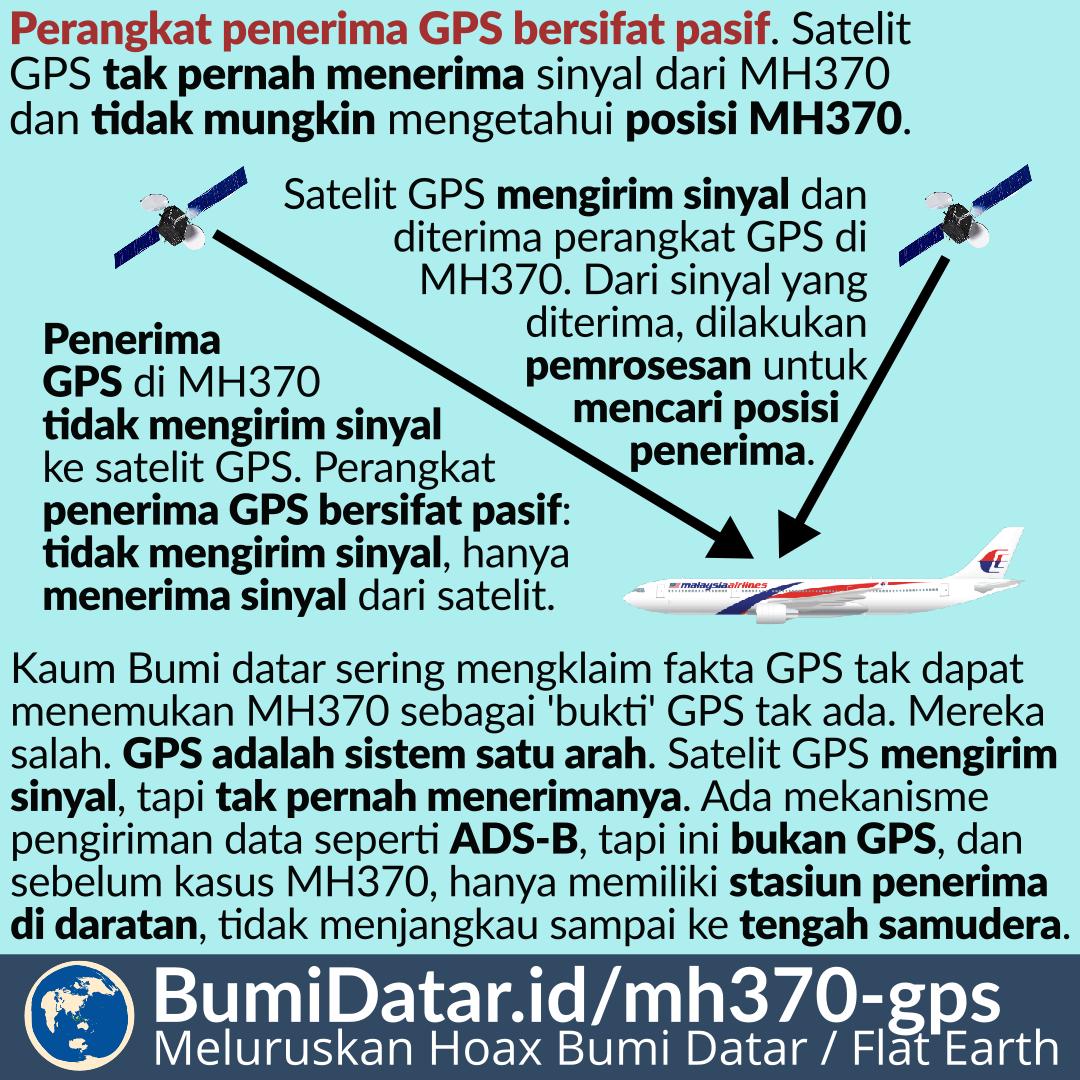 Perangkat penerima GPS bersifat pasif. Satelit
GPS tak pernah menerima sinyal dari MH370
dan tidak mungkin mengetahui posisi MH370.
Satelit GPS mengirim sinyal dan
diterima perangkat GPS di
MH370. Dari sinyal yang
diterima, dilakukan
pemrosesan untuk
mencari posisi
penerima.
Penerima
GPS di MH370
tidak mengirim sinyal
ke satelit GPS. Perangkat
penerima GPS bersifat pasif:
tidak mengirim sinyal, hanya
menerima sinyal dari satelit.
malaysiaairlines
Kaum Bumi datar sering mengklaim fakta GPS tak dapat
menemukan MH370 sebagai 'bukti' GPS tak ada. Mereka
salah. GPS adalah sistem satu arah. Satelit GPS mengirim
sinyal, tapi tak pernah menerimanya. Ada mekanisme
pengiriman data seperti ADS-B, tapi ini bukan GPS, dan
sebelum kasus MH370, hanya memiliki stasiun penerima
di daratan, tidak menjangkau sampai ke tengah samudera.
BumiDatar.id/mh370-gps
Meluruskan Hoax Bumi Datar / Flat Earth